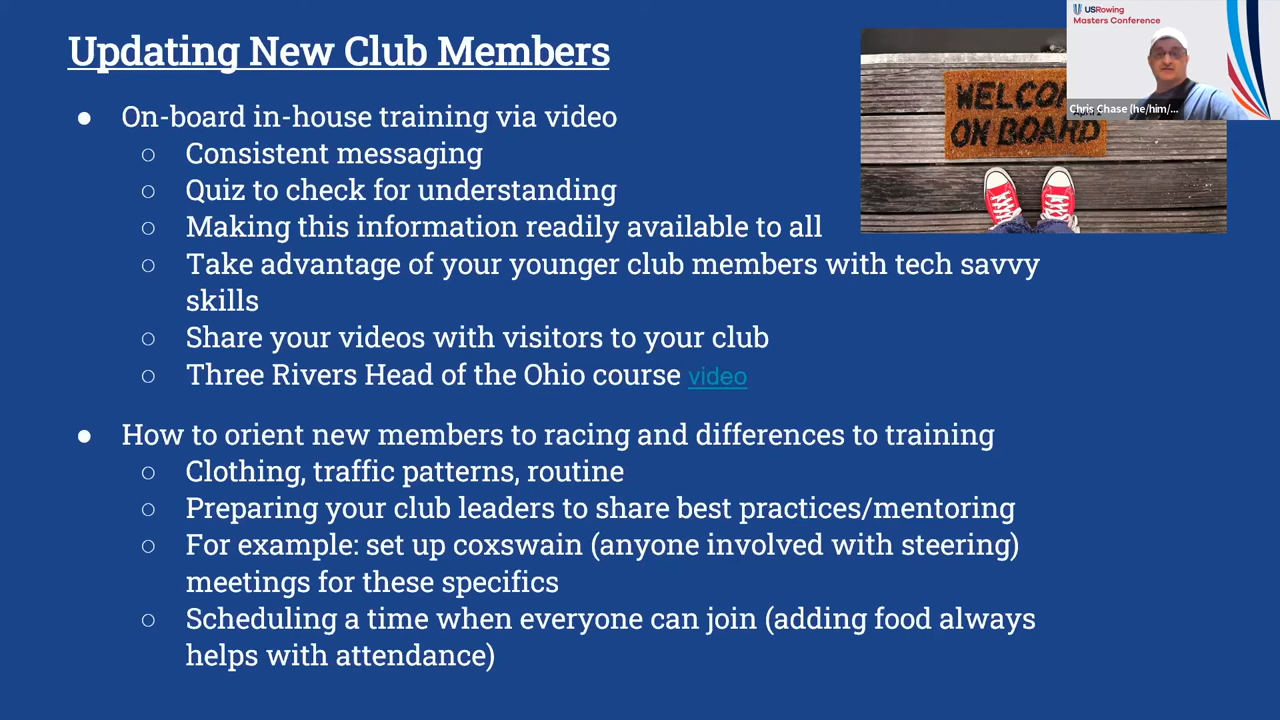 Updating New Club Members
● On-board in-house training via video
○ Consistent messaging
○ Quiz to check for understanding
○ Making this information readily available to all
○ Take advantage of your younger club members with tech savvy
skills
○ Share your videos with visitors to your club
○ Three Rivers Head of the Ohio course video
● How to orient new members to racing and differences to training
○ Clothing, traffic patterns, routine
○ Preparing your club leaders to share best practices/mentoring
○ For example: set up coxswain (anyone involved with steering)
meetings for these specifics
○ Scheduling a time when everyone can join (adding food always
helps with attendance)
ON BOARD
USRowing
Masters Conference
Chris Chase (he/him/...